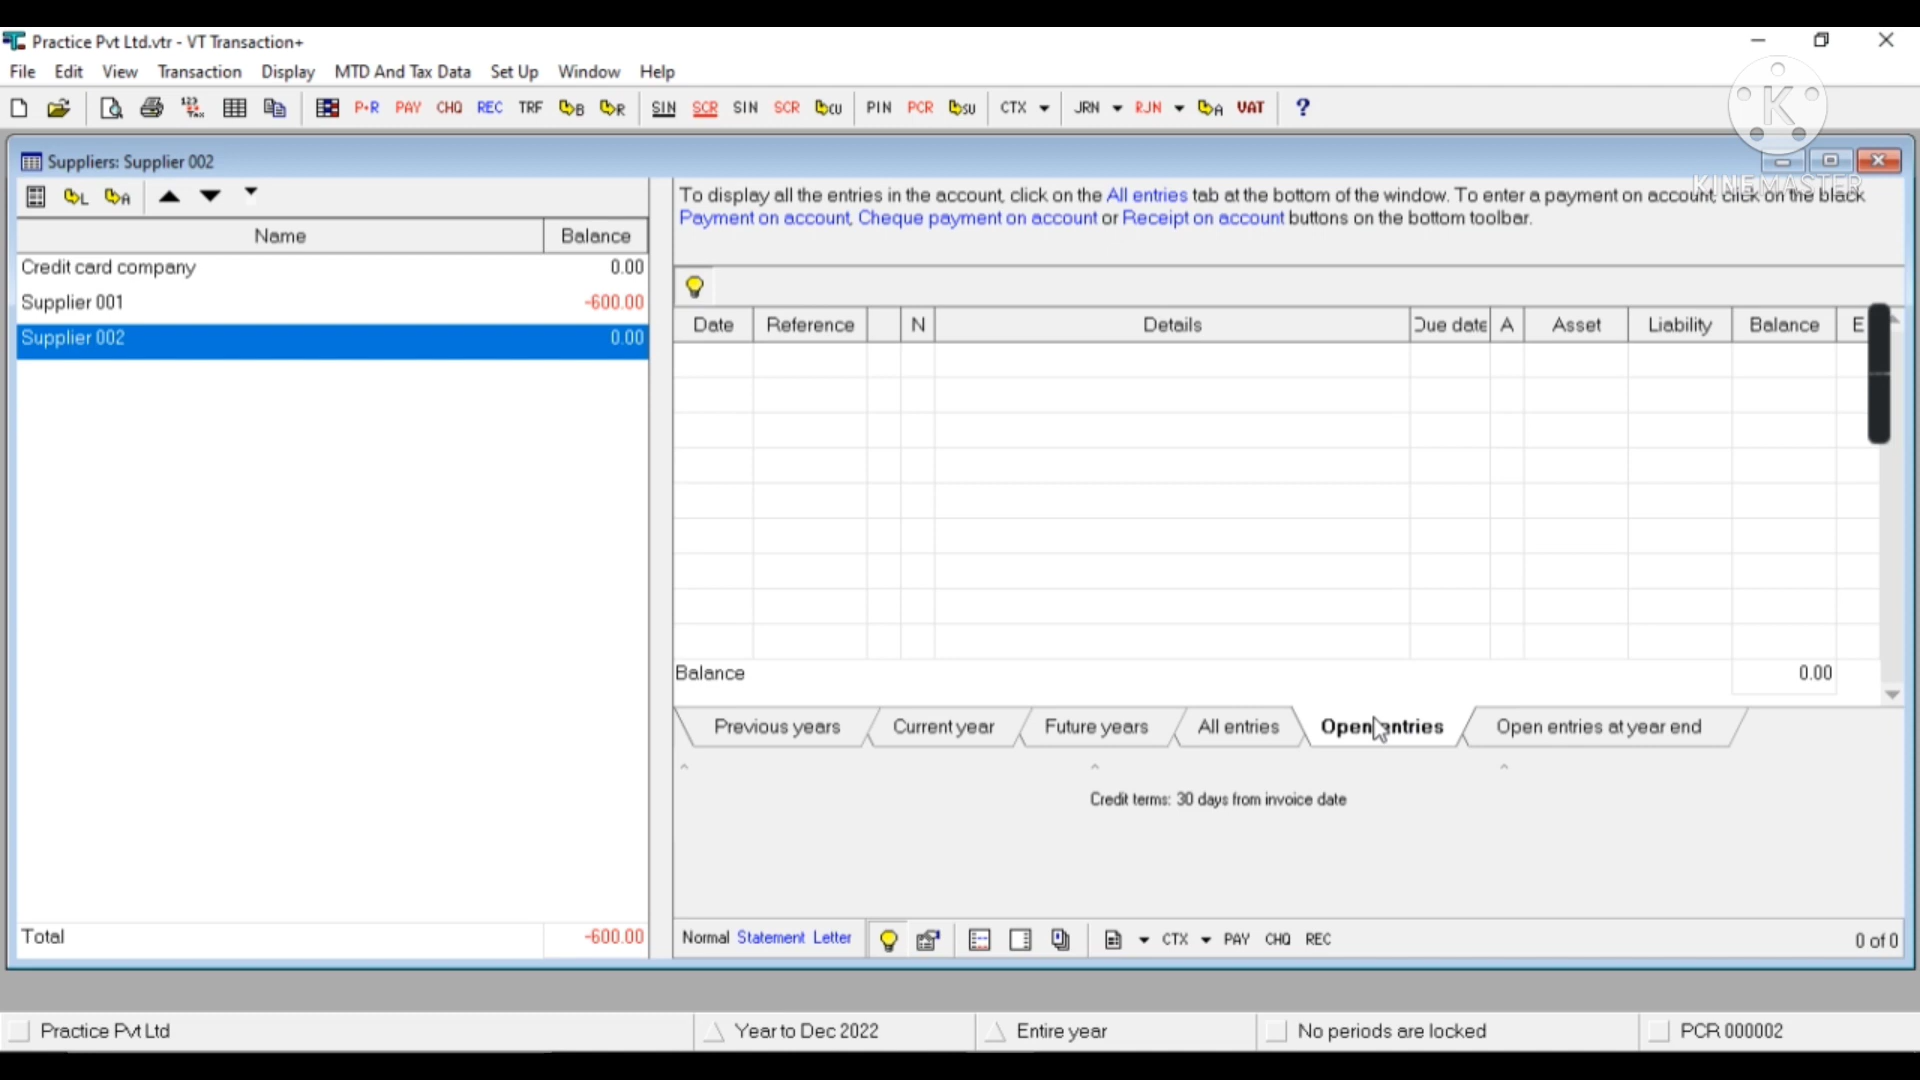 Practice Pvt Ltd.vtr - VT Transaction+
File Edit View Transaction Display MTD And Tax Data Set Up Window Help
P+R PAY CHQ REC TRF B R SIN SCR SIN SCR CU PIN PCR SU CTX JRN RJN A VAT ?
K
KINEMASTER
Suppliers: Supplier 002
L A
Name Balance
Credit card company 0.00
Supplier 001 -600.00
Supplier 002 0.00
Total -600.00
To display all the entries in the account, click on the All entries tab at the bottom of the window. To enter a payment on account, click on the black
Payment on account, Cheque payment on account or Receipt on account buttons on the bottom toolbar.
Date Reference N Details Due date A Asset Liability Balance E
Balance 0.00
Previous years Current year Future years All entries Open entries Open entries at year end
Credit terms: 30 days from invoice date
Normal Statement Letter CTX PAY CHQ REC 0 of 0
Practice Pvt Ltd Year to Dec 2022 Entire year No periods are locked PCR 000002